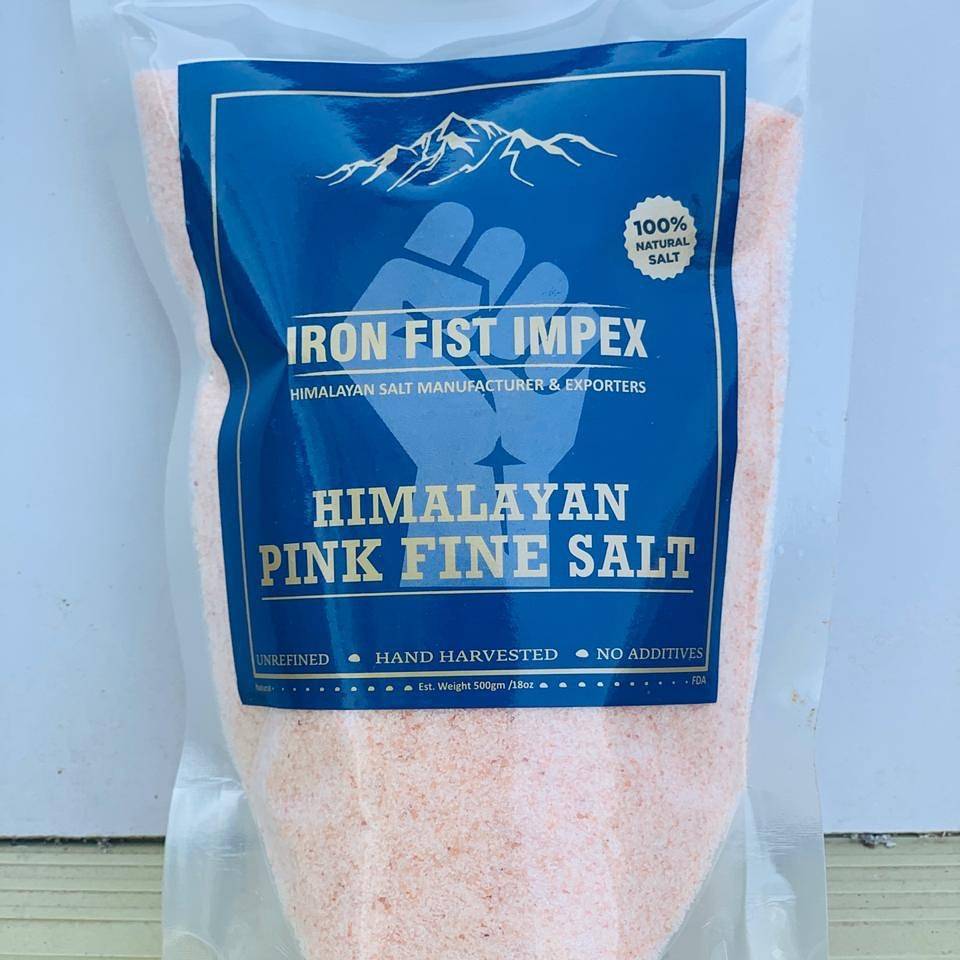 100%
NATURAL
SALT
IRON FIST IMPEX
HIMALAYAN SALT MANUFACTURER & EXPORTERS
HIMALAYAN
PINK FINE SALT
UNREFINED • HAND HARVESTED • NO ADDITIVES
Natural Est. Weight 500gm /18oz FDA